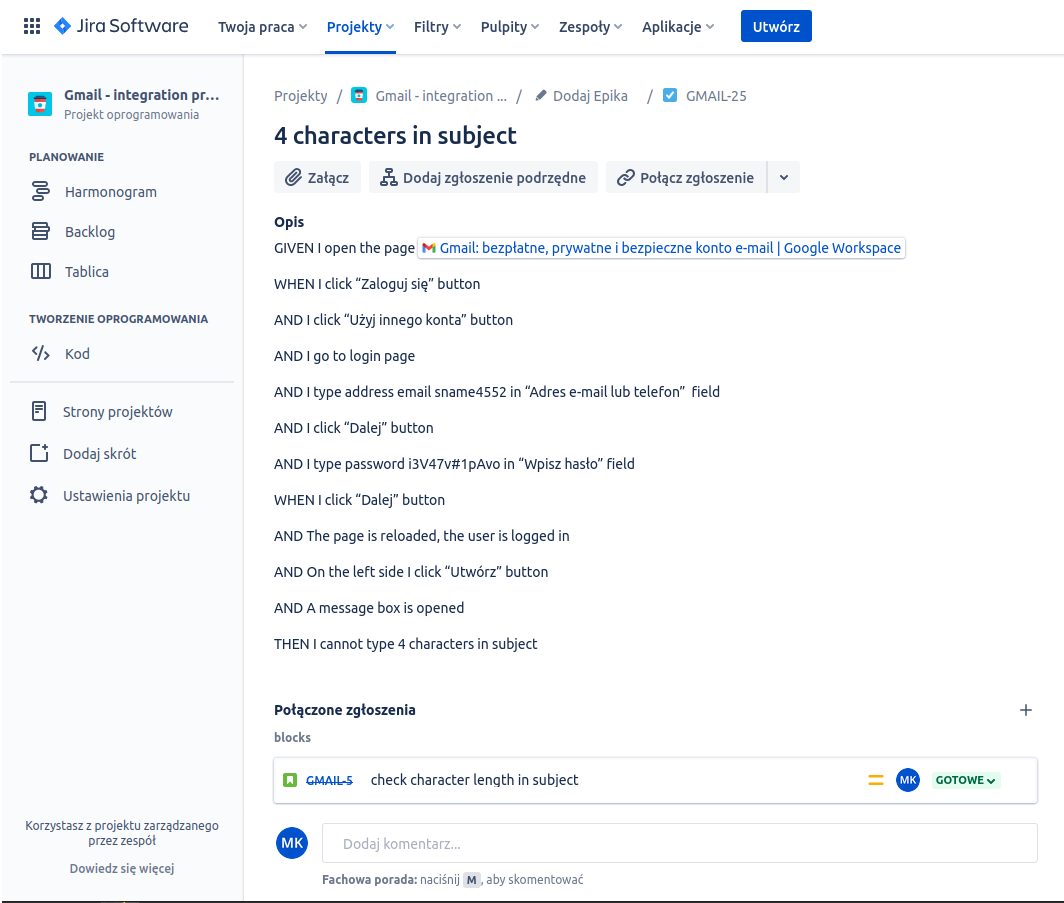 Jira Software Twoja praca Projekty Filtry Pulpity Zespoły Aplikacje Utwórz
Gmail - integration pr...
Projekt oprogramowania
PLANOWANIE
Harmonogram
Backlog
Tablica
TWORZENIE OPROGRAMOWANIA
Kod
Strony projektów
Dodaj skrót
Ustawienia projektu
Korzystasz z projektu zarządzanego
przez zespół
Dowiedz się więcej
Projekty / Gmail - integration ... / Dodaj Epika / GMAIL-25
4 characters in subject
Załącz Dodaj zgłoszenie podrzędne Połącz zgłoszenie
Opis
GIVEN I open the page Gmail: bezpłatne, prywatne i bezpieczne konto e-mail | Google Workspace
WHEN I click “Zaloguj się” button
AND I click “Użyj innego konta” button
AND I go to login page
AND I type address email sname4552 in “Adres e-mail lub telefon” field
AND I click “Dalej” button
AND I type password i3V47v#1pAvo in “Wpisz hasło” field
WHEN I click “Dalej” button
AND The page is reloaded, the user is logged in
AND On the left side I click “Utwórz” button
AND A message box is opened
THEN I cannot type 4 characters in subject
Połączone zgłoszenia
blocks
GMAIL-5 check character length in subject MK GOTOWE
MK Dodaj komentarz...
Fachowa porada: naciśnij M, aby skomentować